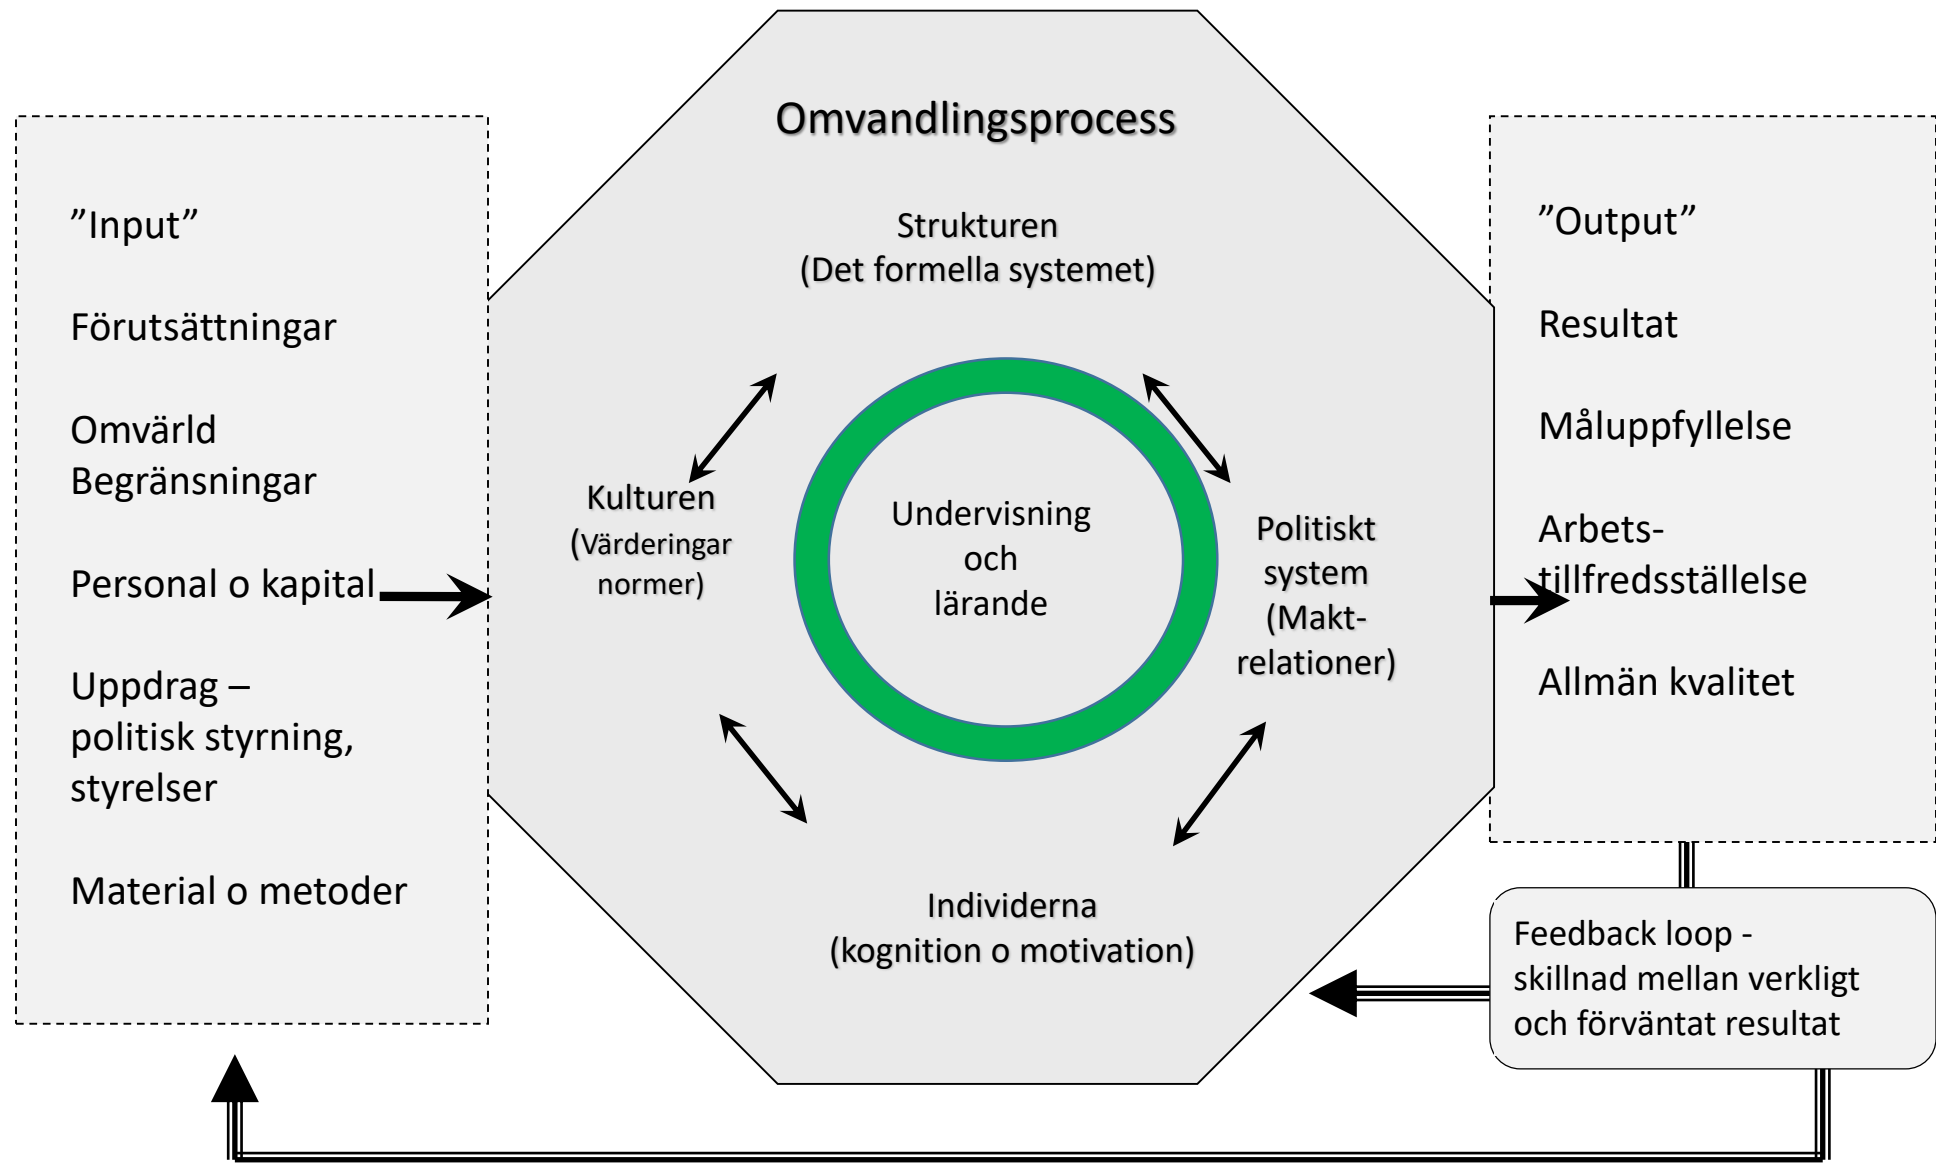 Omvandlingsprocess
”Input”
Förutsättningar
Omvärld
Begränsningar
Personal o kapital
Uppdrag –
politisk styrning,
styrelser
Material o metoder
Strukturen
(Det formella systemet)
Kulturen
(Värderingar
normer)
Undervisning
och
lärande
Politiskt
system
(Makt-
relationer)
Individerna
(kognition o motivation)
”Output”
Resultat
Måluppfyllelse
Arbets-
tillfredsställelse
Allmän kvalitet
Feedback loop -
skillnad mellan verkligt
och förväntat resultat